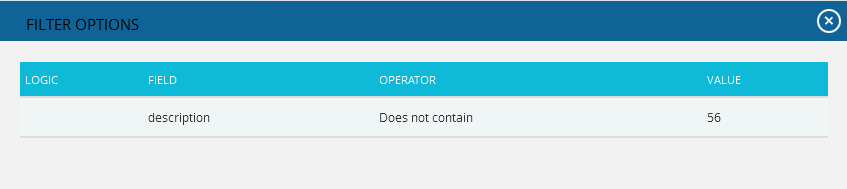 FILTER OPTIONS
LOGIC FIELD OPERATOR VALUE
description Does not contain 56